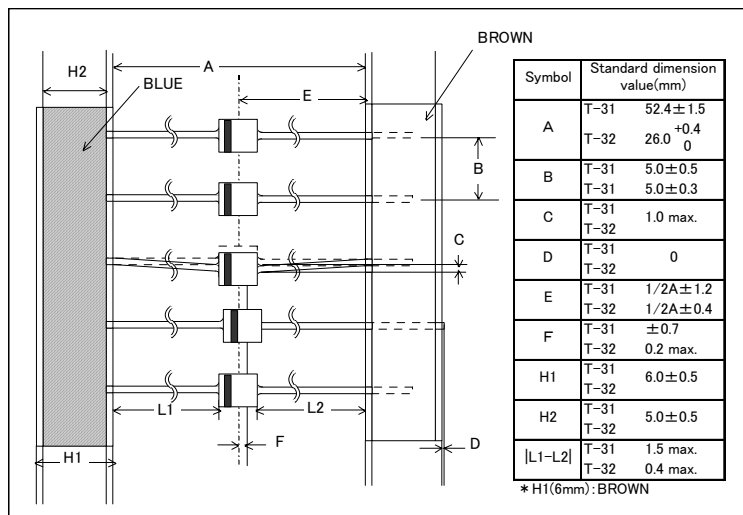 BROWN
H2
A
BLUE
E
B
C
L1
L2
F
D
H1
Symbol Standard dimension value(mm)
A T-31 52.4±1.5
T-32 26.0 +0.4 0
B T-31 5.0±0.5
T-31 5.0±0.3
C T-31 1.0 max.
T-32
D T-31 0
T-32
E T-31 1/2A±1.2
T-32 1/2A±0.4
F T-31 ±0.7
T-32 0.2 max.
H1 T-31 6.0±0.5
T-32
H2 T-31 5.0±0.5
T-32
|L1-L2| T-31 1.5 max.
T-32 0.4 max.
*H1(6mm):BROWN